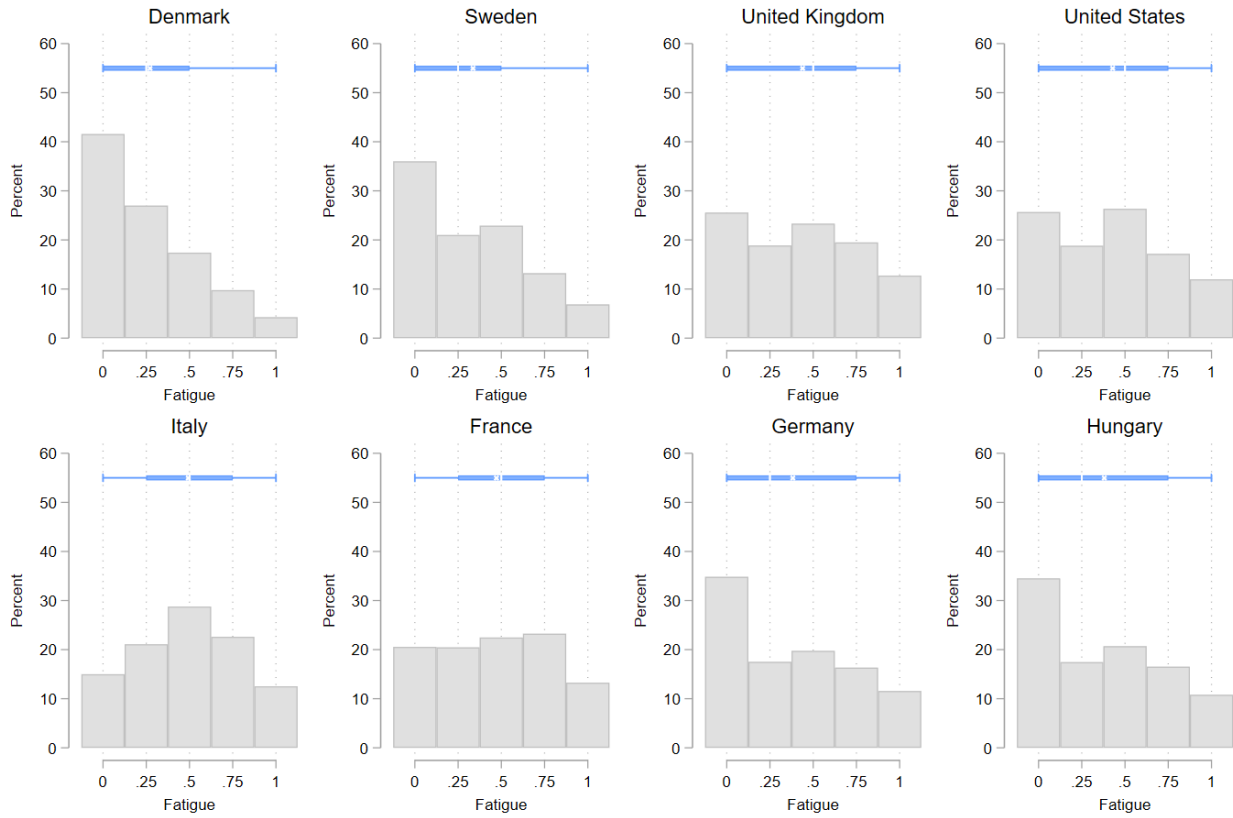 Denmark
60
50
40
30
20
10
0
Percent
0 .25 .5 .75 1
Fatigue
Sweden
60
50
40
30
20
10
0
Percent
0 .25 .5 .75 1
Fatigue
United Kingdom
60
50
40
30
20
10
0
Percent
0 .25 .5 .75 1
Fatigue
United States
60
50
40
30
20
10
0
Percent
0 .25 .5 .75 1
Fatigue
Italy
60
50
40
30
20
10
0
Percent
0 .25 .5 .75 1
Fatigue
France
60
50
40
30
20
10
0
Percent
0 .25 .5 .75 1
Fatigue
Germany
60
50
40
30
20
10
0
Percent
0 .25 .5 .75 1
Fatigue
Hungary
60
50
40
30
20
10
0
Percent
0 .25 .5 .75 1
Fatigue